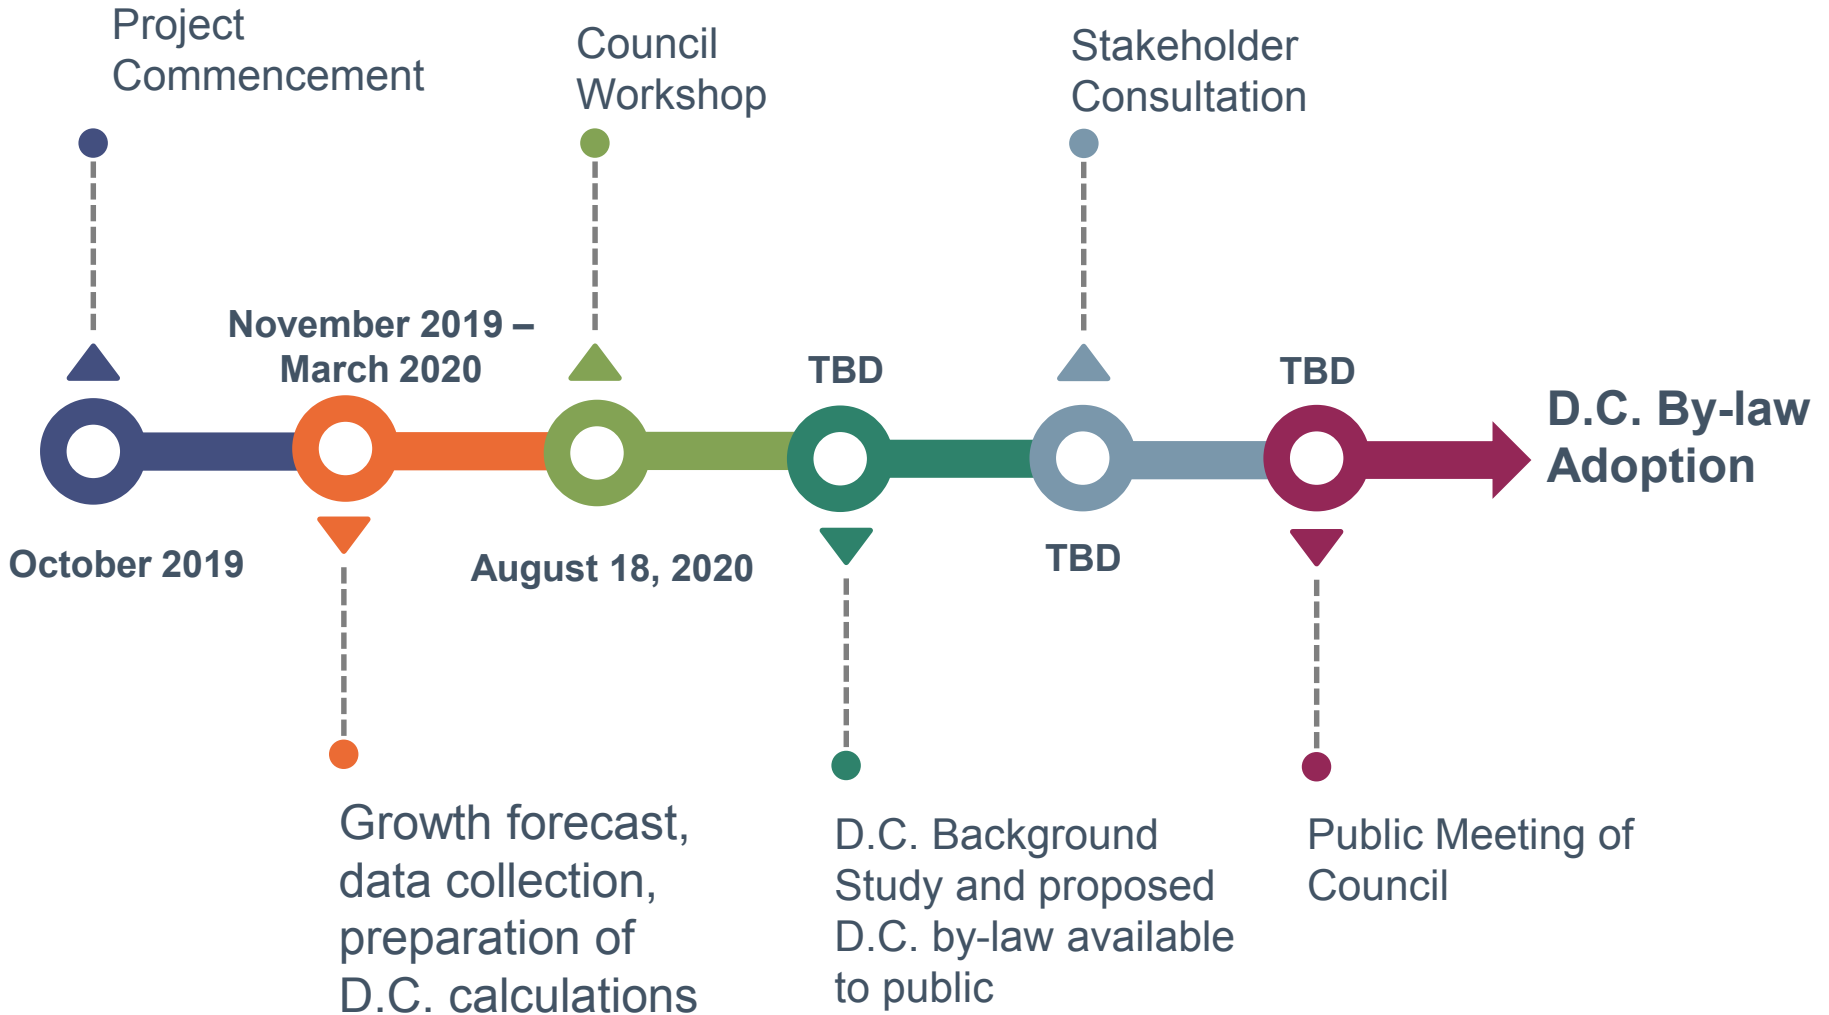 Project
Commencement
October 2019
November 2019 –
March 2020
Growth forecast,
data collection,
preparation of
D.C. calculations
Council
Workshop
August 18, 2020
TBD
D.C. Background
Study and proposed
D.C. by-law available
to public
Stakeholder
Consultation
TBD
TBD
Public Meeting of
Council
D.C. By-law
Adoption